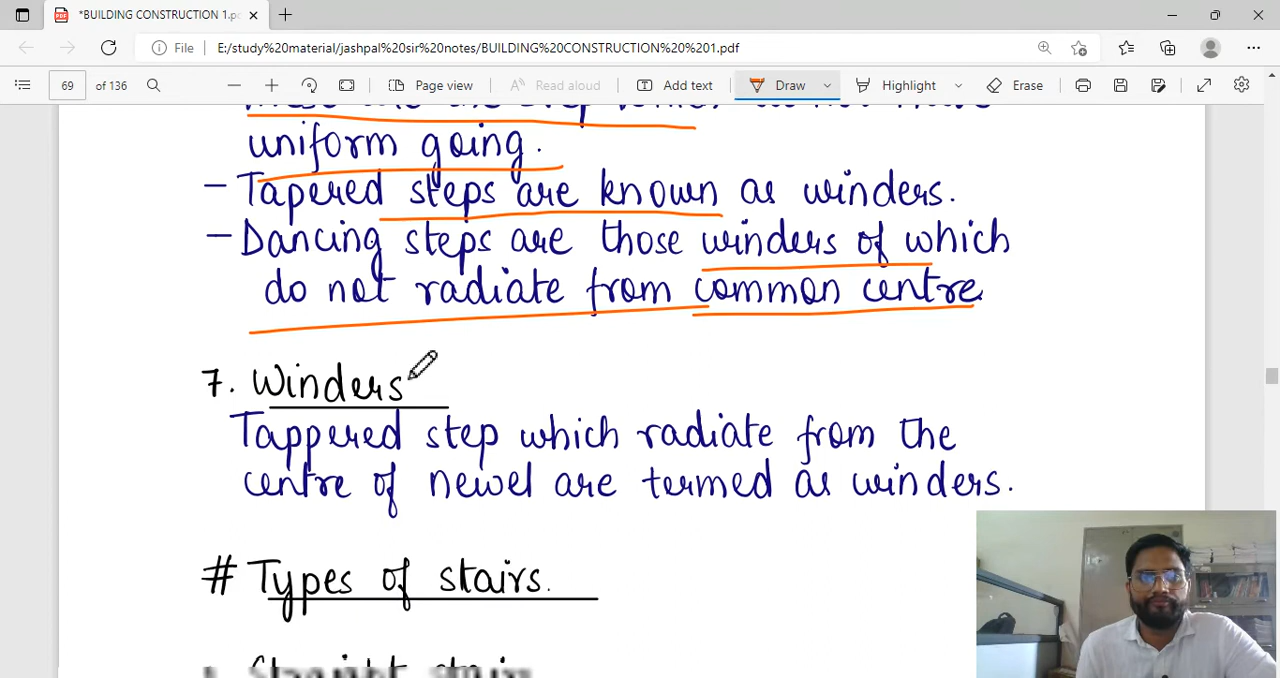 *BUILDING CONSTRUCTION 1.pd
File E:/study%20material/jashpal%20sir%20notes/BUILDING%20CONSTRUCTION%20%201.pdf
69 of 136 Page view Read aloud Add text Draw Highlight Erase
uniform going.
- Tapered steps are known as winders.
- Dancing steps are those winders of which
do not radiate from common centre.
7. Winders
Tappered step which radiate from the
centre of newel are termed as winders.
# Types of stairs.